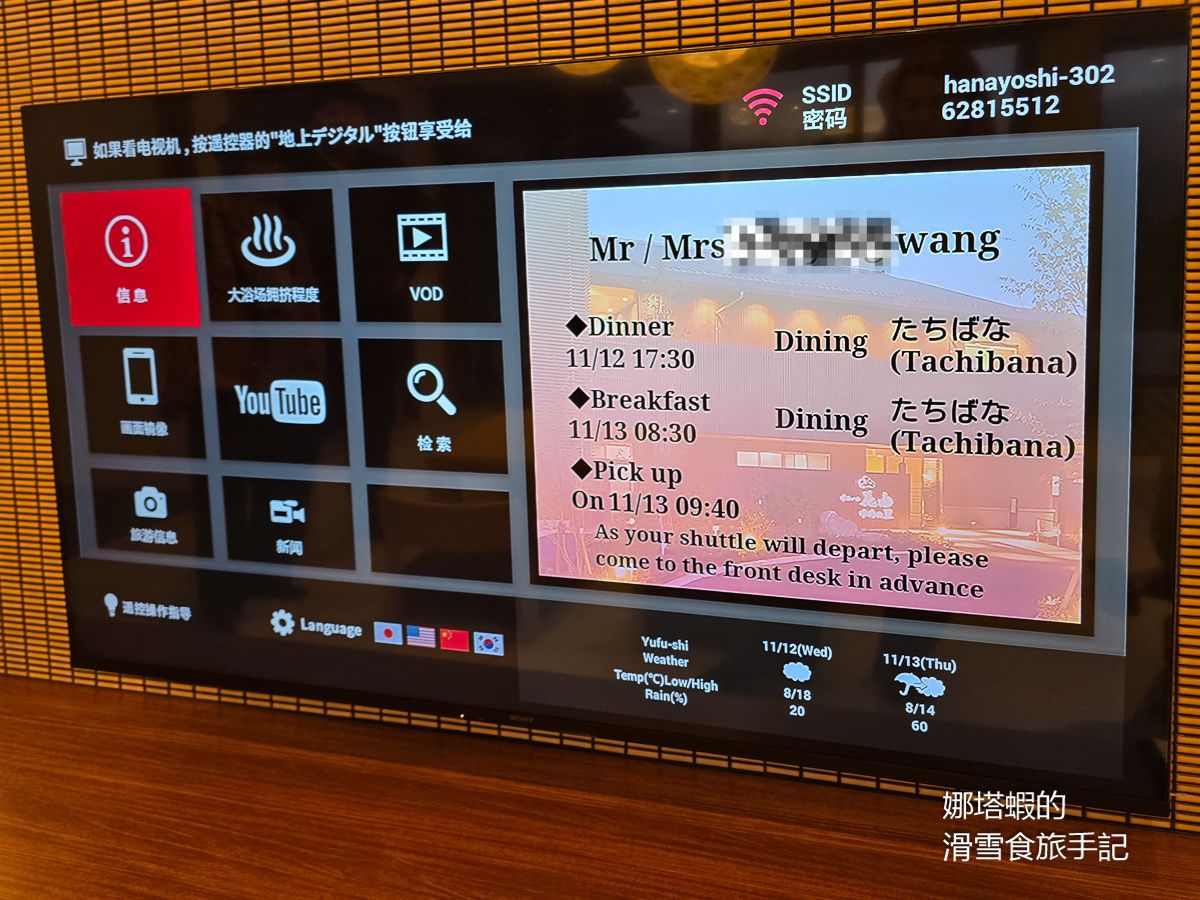 如果看电视机,按遥控器的"地上デジタル"按钮享受给
SSID hanayoshi-302
密码 62815512
信息
大浴场拥挤程度
VOD
画面镜像
YouTube
检索
旅游信息
新闻
遥控操作指导
Language
Mr / Mrs wang
◆Dinner
11/12 17:30
Dining たちばな
(Tachibana)
◆Breakfast
11/13 08:30
Dining たちばな
(Tachibana)
◆Pick up
On 11/13 09:40
As your shuttle will depart, please
come to the front desk in advance
Yufu-shi
Weather
Temp(℃)Low/High
Rain(%)
11/12(Wed)
8/18
20
11/13(Thu)
8/14
60
SONY
娜塔蝦的
滑雪食旅手記